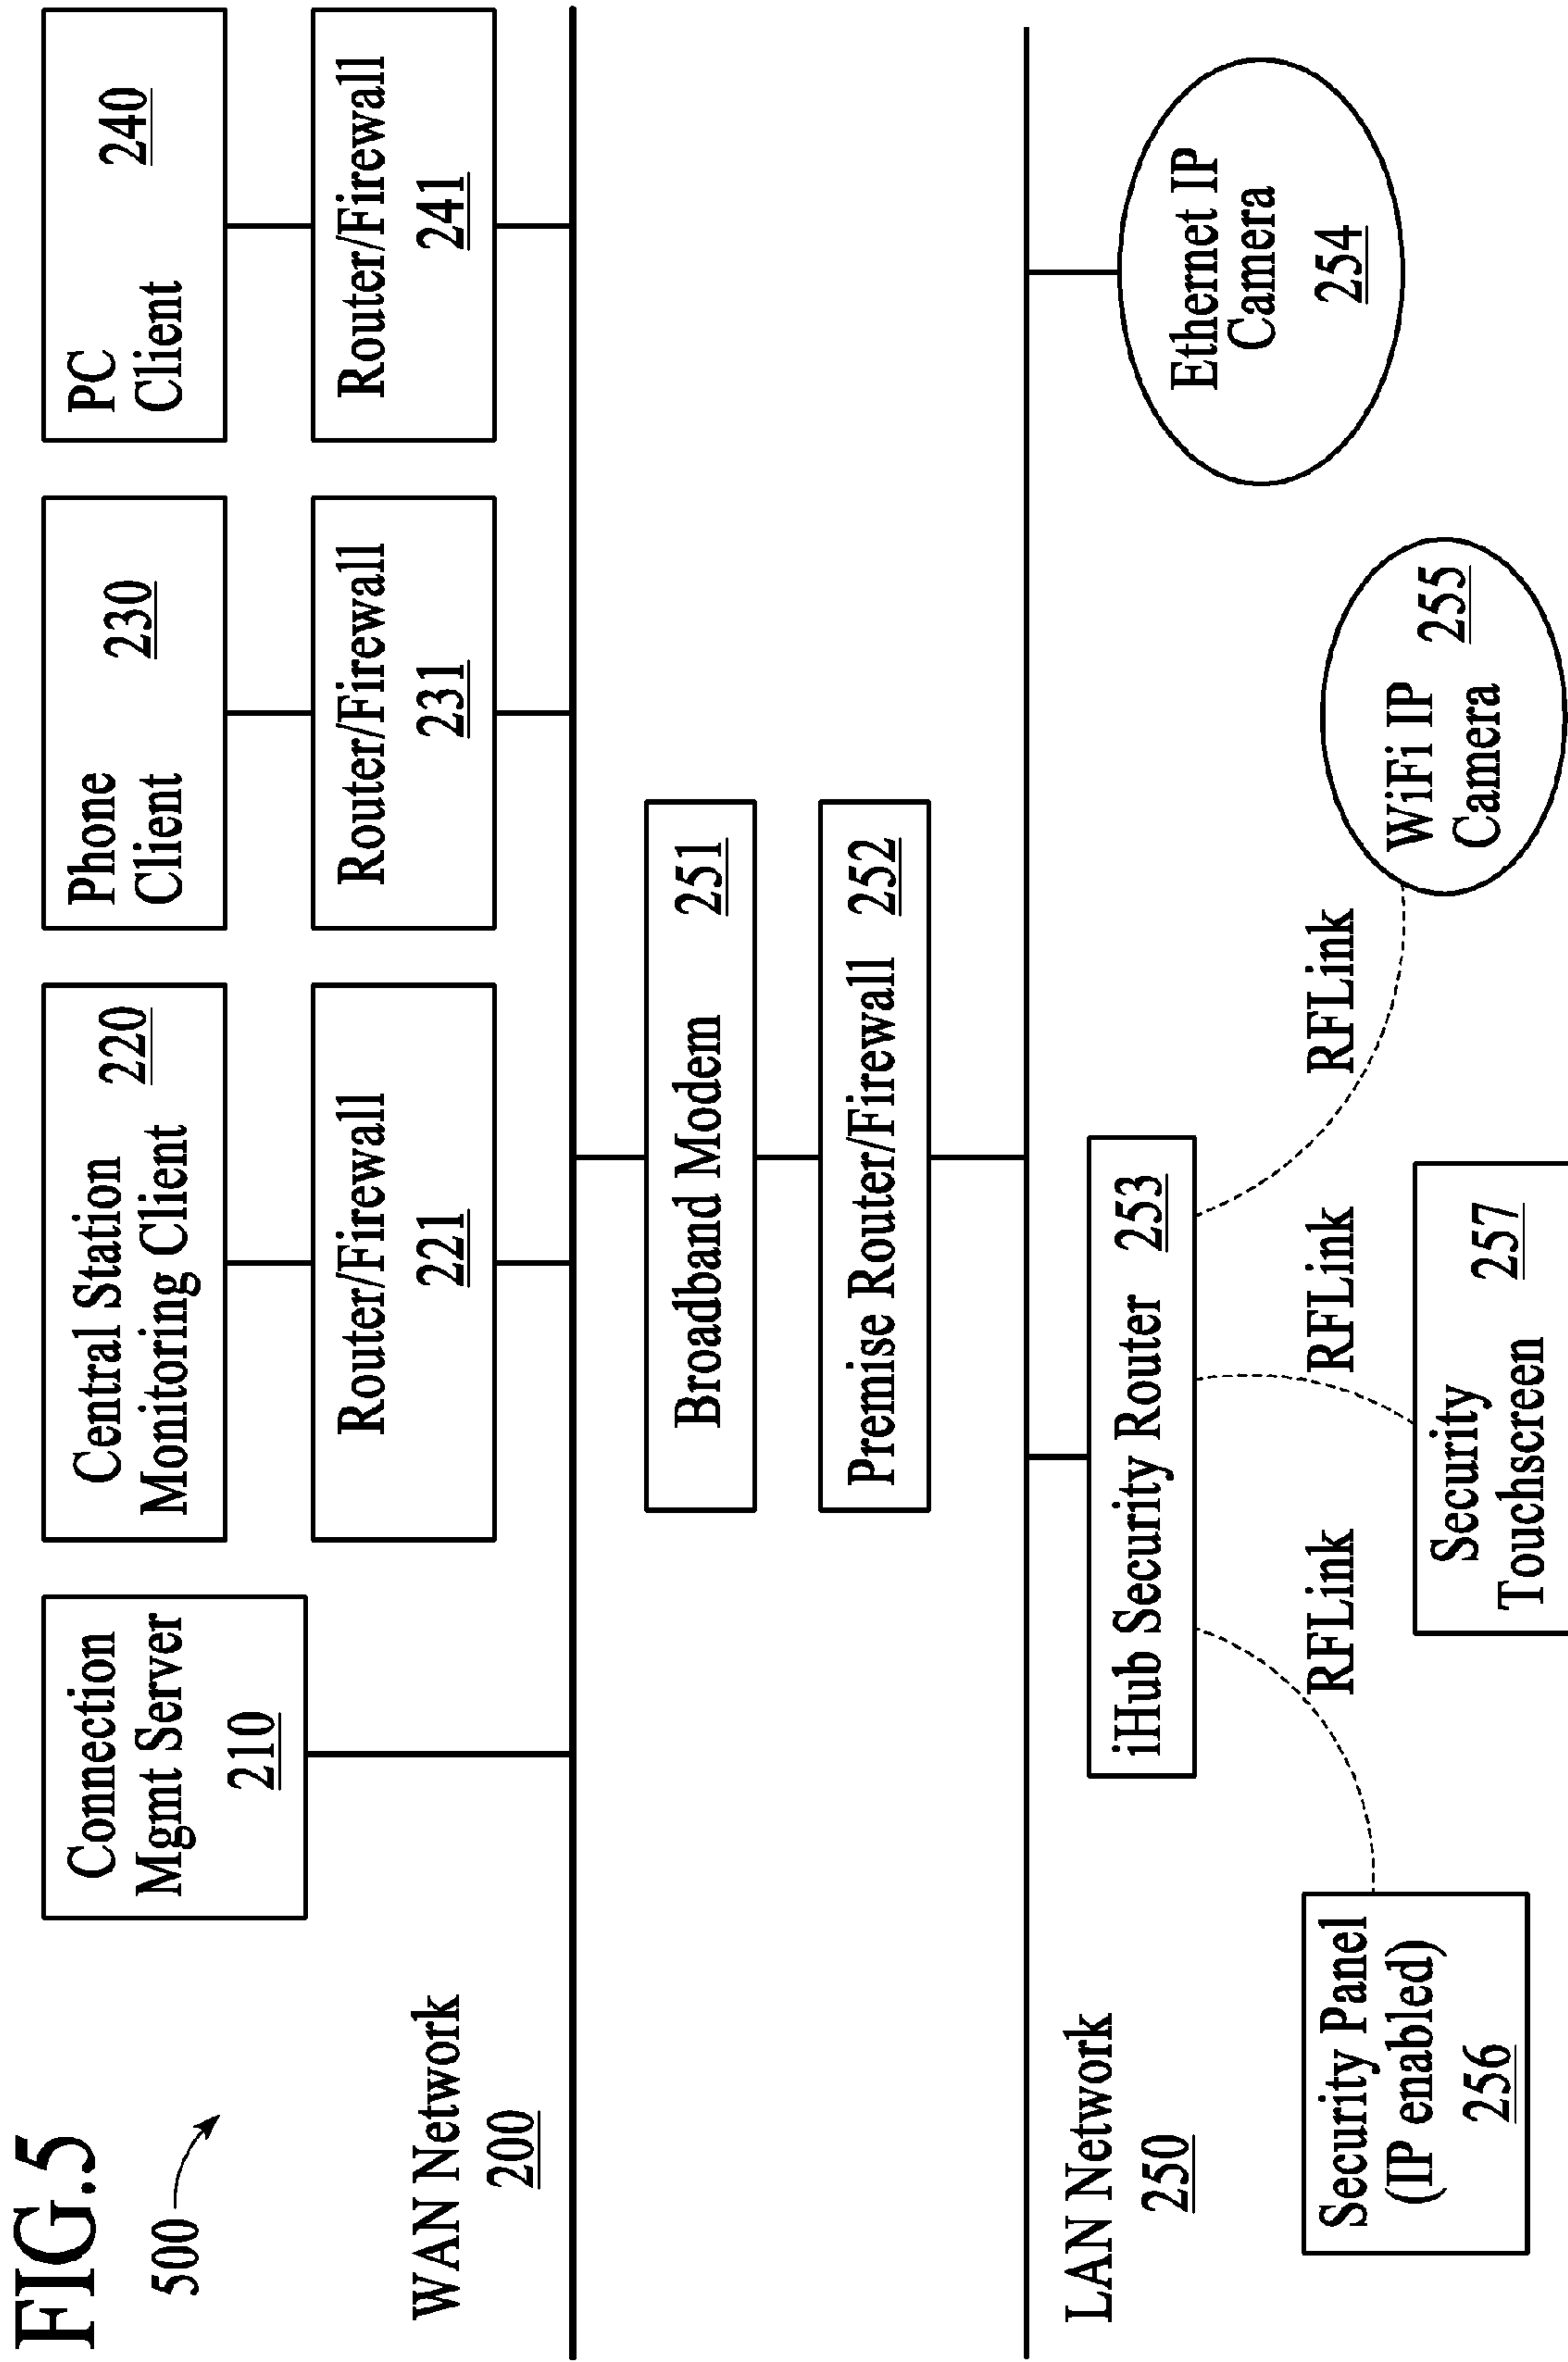 FIG.5
500
WAN Network
200
Connection
Mgmt Server
210
Central Station
Monitoring Client
220
Router/Firewall
221
Phone
Client
230
Router/Firewall
231
PC
Client
240
Router/Firewall
241
Broadband Modem 251
Premise Router/Firewall 252
LAN Network
250
iHub Security Router 253
RFLink
RFLink
RFLink
Security Panel
(IP enabled)
256
Security
Touchscreen
257
WiFi IP
Camera
255
Ethernet IP
Camera
254